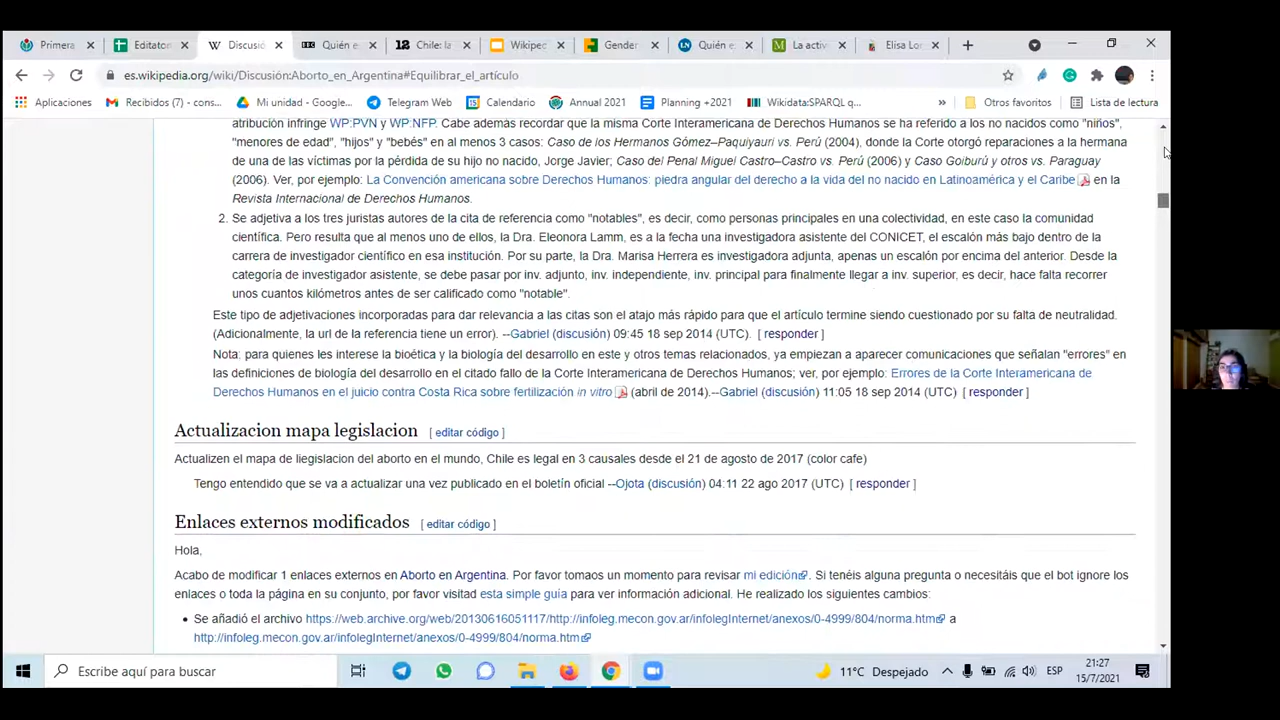 Primera
Editator
Discusió
Quién e
Chile: la
Wikipec
Gender
Quién e
La activ
Elisa Lor
es.wikipedia.org/wiki/Discusión:Aborto_en_Argentina#Equilibrar_el_artículo
Aplicaciones
Recibidos (7) - cons...
Mi unidad - Google...
Telegram Web
Calendario
Annual 2021
Planning +2021
Wikidata:SPARQL q...
»
Otros favoritos
Lista de lectura
atribución infringe WP:PVN y WP:NFP. Cabe además recordar que la misma Corte Interamericana de Derechos Humanos se ha referido a los no nacidos como "niños",
"menores de edad", "hijos" y "bebés" en al menos 3 casos: Caso de los Hermanos Gómez–Paquiyauri vs. Perú (2004), donde la Corte otorgó reparaciones a la hermana
de una de las víctimas por la pérdida de su hijo no nacido, Jorge Javier; Caso del Penal Miguel Castro–Castro vs. Perú (2006) y Caso Goiburú y otros vs. Paraguay
(2006). Ver, por ejemplo: La Convención americana sobre Derechos Humanos: piedra angular del derecho a la vida del no nacido en Latinoamérica y el Caribe en la
Revista Internacional de Derechos Humanos.
2. Se adjetiva a los tres juristas autores de la cita de referencia como "notables", es decir, como personas principales en una colectividad, en este caso la comunidad
científica. Pero resulta que al menos uno de ellos, la Dra. Eleonora Lamm, es a la fecha una investigadora asistente del CONICET, el escalón más bajo dentro de la
carrera de investigador científico en esa institución. Por su parte, la Dra. Marisa Herrera es investigadora adjunta, apenas un escalón por encima del anterior. Desde la
categoría de investigador asistente, se debe pasar por inv. adjunto, inv. independiente, inv. principal para finalmente llegar a inv. superior, es decir, hace falta recorrer
unos cuantos kilómetros antes de ser calificado como "notable".
Este tipo de adjetivaciones incorporadas para dar relevancia a las citas son el atajo más rápido para que el artículo termine siendo cuestionado por su falta de neutralidad.
(Adicionalmente, la url de la referencia tiene un error). --Gabriel (discusión) 09:45 18 sep 2014 (UTC). [ responder ]
Nota: para quienes les interese la bioética y la biología del desarrollo en este y otros temas relacionados, ya empiezan a aparecer comunicaciones que señalan "errores" en
las definiciones de biología del desarrollo en el citado fallo de la Corte Interamericana de Derechos Humanos; ver, por ejemplo: Errores de la Corte Interamericana de
Derechos Humanos en el juicio contra Costa Rica sobre fertilización in vitro (abril de 2014).--Gabriel (discusión) 11:05 18 sep 2014 (UTC) [ responder ]
Actualizacion mapa legislacion [ editar código ]
Actualizen el mapa de liegislacion del aborto en el mundo, Chile es legal en 3 causales desde el 21 de agosto de 2017 (color cafe)
Tengo entendido que se va a actualizar una vez publicado en el boletín oficial --Ojota (discusión) 04:11 22 ago 2017 (UTC) [ responder ]
Enlaces externos modificados [ editar código ]
Hola,
Acabo de modificar 1 enlaces externos en Aborto en Argentina. Por favor tomaos un momento para revisar mi edición. Si tenéis alguna pregunta o necesitáis que el bot ignore los
enlaces o toda la página en su conjunto, por favor visitad esta simple guía para ver información adicional. He realizado los siguientes cambios:
Se añadió el archivo https://web.archive.org/web/20130616051117/http://infoleg.mecon.gov.ar/infolegInternet/anexos/0-4999/804/norma.htm a
http://infoleg.mecon.gov.ar/infolegInternet/anexos/0-4999/804/norma.htm
Escribe aquí para buscar
11°C Despejado
ESP
21:27
15/7/2021